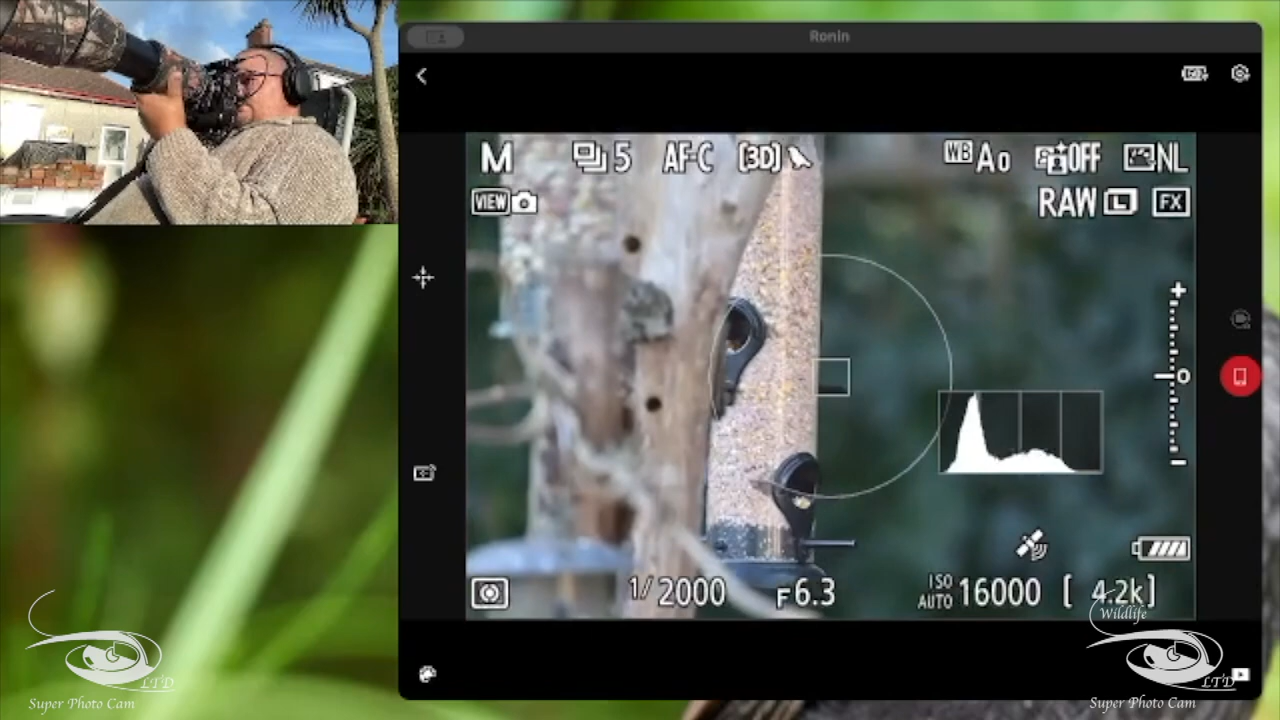 Ronin
M 5 AF-C [3D] WB A0 OFF NL
VIEW RAW L FX
+
0
−
1/2000 F6.3 ISO AUTO 16000 [ 4.2k]
Wildlife
LTD LTD
Super Photo Cam Super Photo Cam